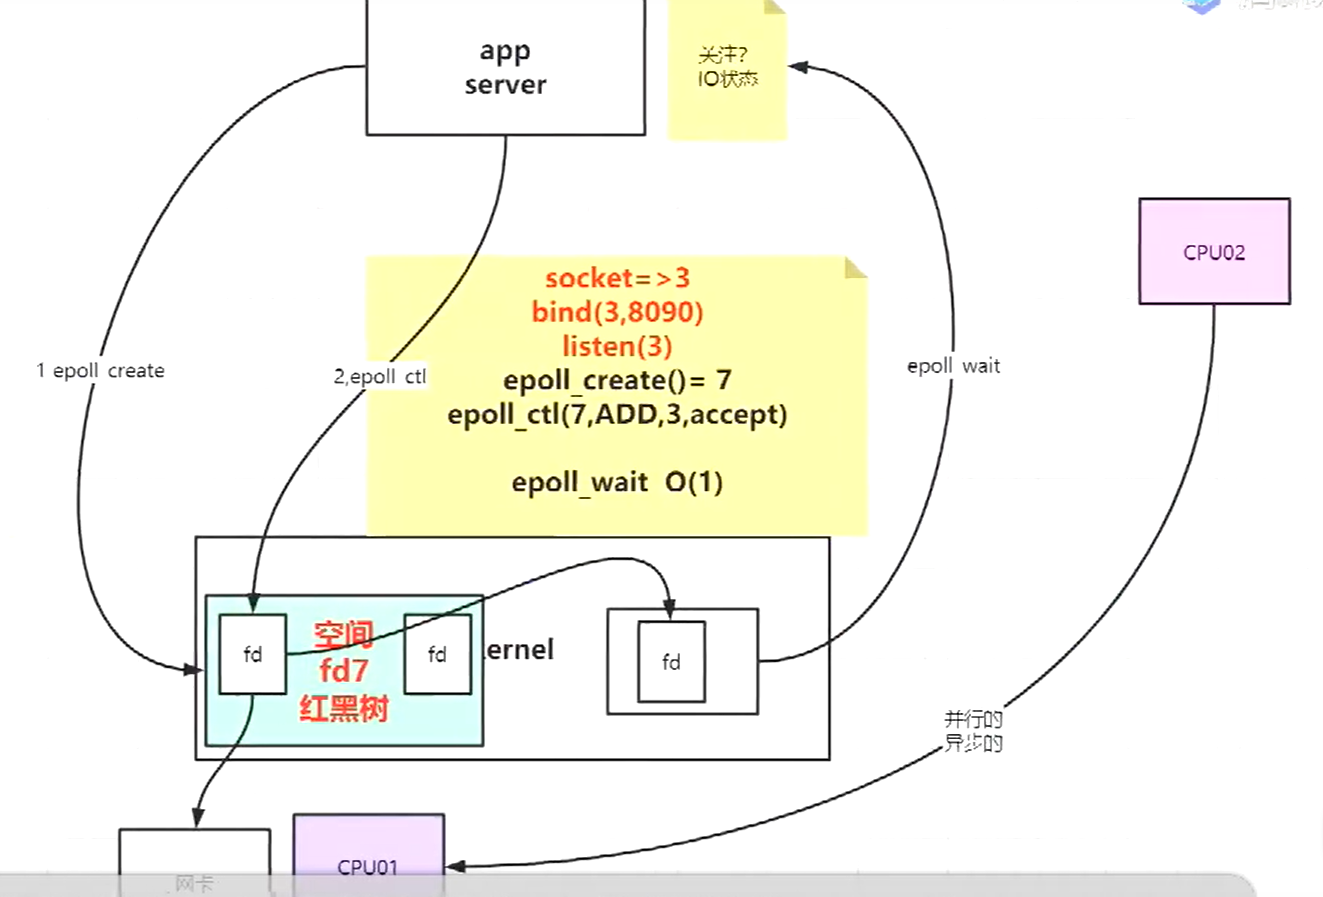 app
server
关注?
IO状态
CPU02
socket=>3
bind(3,8090)
listen(3)
1 epoll create
2,epoll ctl
epoll_create()= 7
epoll wait
epoll_ctl(7,ADD,3,accept)
epoll_wait O(1)
fd
空间
fd7
红黑树
fd
ernel
fd
并行的
异步的
网卡
CPU01